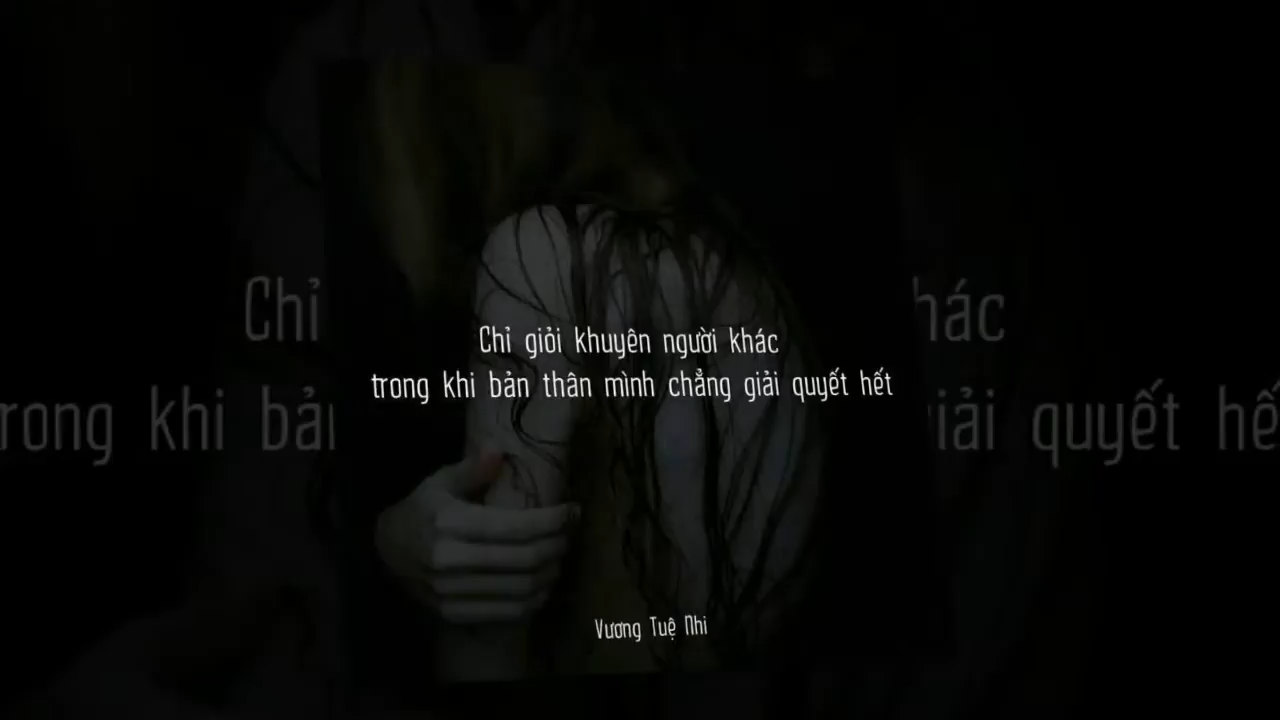 Chỉ giỏi khuyên người khác
trong khi bản thân mình chẳng giải quyết hết
Vương Tuệ Nhi